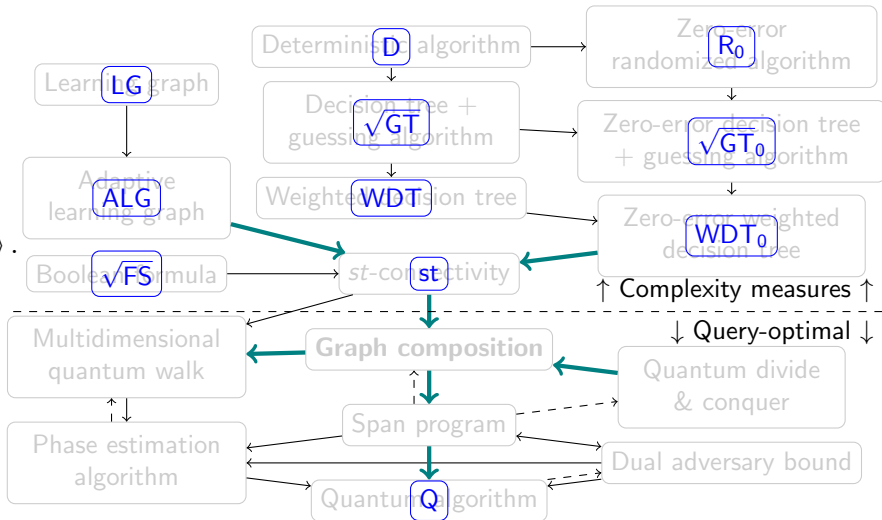 Deterministic algorithm
D
Zero-error
randomized algorithm
R₀
Learning graph
LG
Decision tree +
guessing algorithm
√GT
Zero-error decision tree
+ guessing algorithm
√GT₀
Adaptive
learning graph
ALG
Weighted decision tree
WDT
Zero-error weighted
decision tree
WDT₀
⟩.
Boolean formula
√FS
st-connectivity
st
↑ Complexity measures ↑
↓ Query-optimal ↓
Multidimensional
quantum walk
Graph composition
Quantum divide
& conquer
Span program
Phase estimation
algorithm
Dual adversary bound
Quantum algorithm
Q